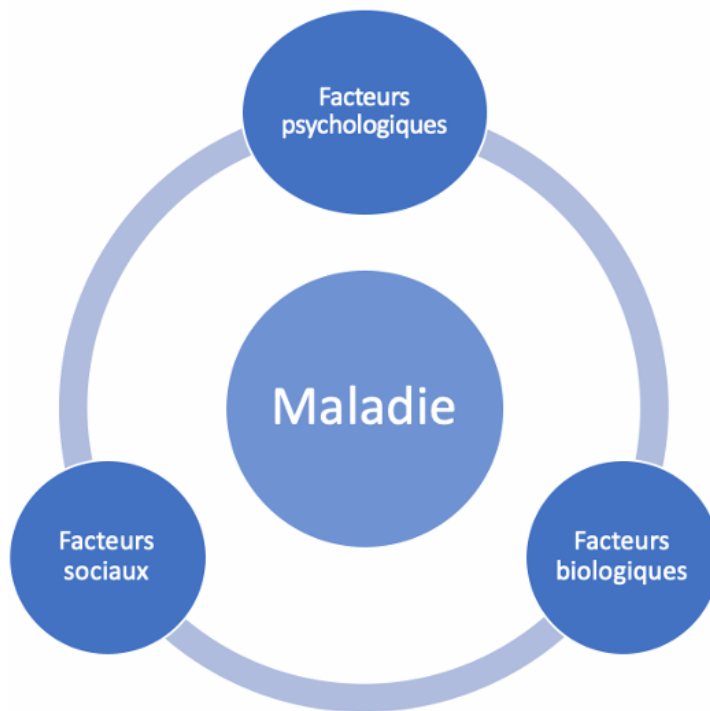 Facteurs
psychologiques
Maladie
Facteurs
sociaux
Facteurs
biologiques